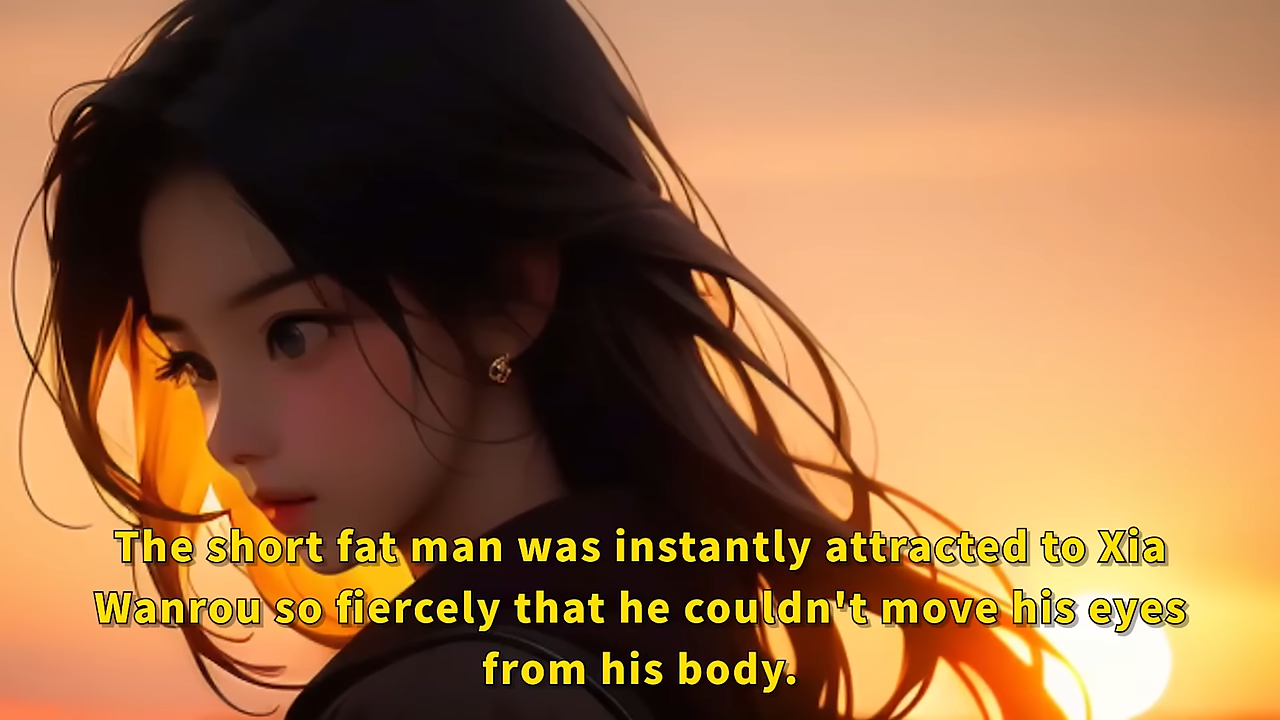 The short fat man was instantly attracted to Xia
Wanrou so fiercely that he couldn't move his eyes
from his body.